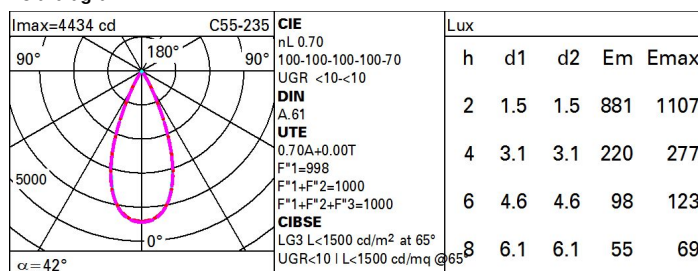 Imax=4434 cd C55-235
90° 180° 90°
5000
0°
α=42°
CIE
nL 0.70
100-100-100-100-70
UGR <10-<10
DIN
A.61
UTE
0.70A+0.00T
F"1=998
F"1+F"2=1000
F"1+F"2+F"3=1000
CIBSE
LG3 L<1500 cd/m² at 65°
UGR<10 | L<1500 cd/mq @65°
Lux
h d1 d2 Em Emax
2 1.5 1.5 881 1107
4 3.1 3.1 220 277
6 4.6 4.6 98 123
8 6.1 6.1 55 69